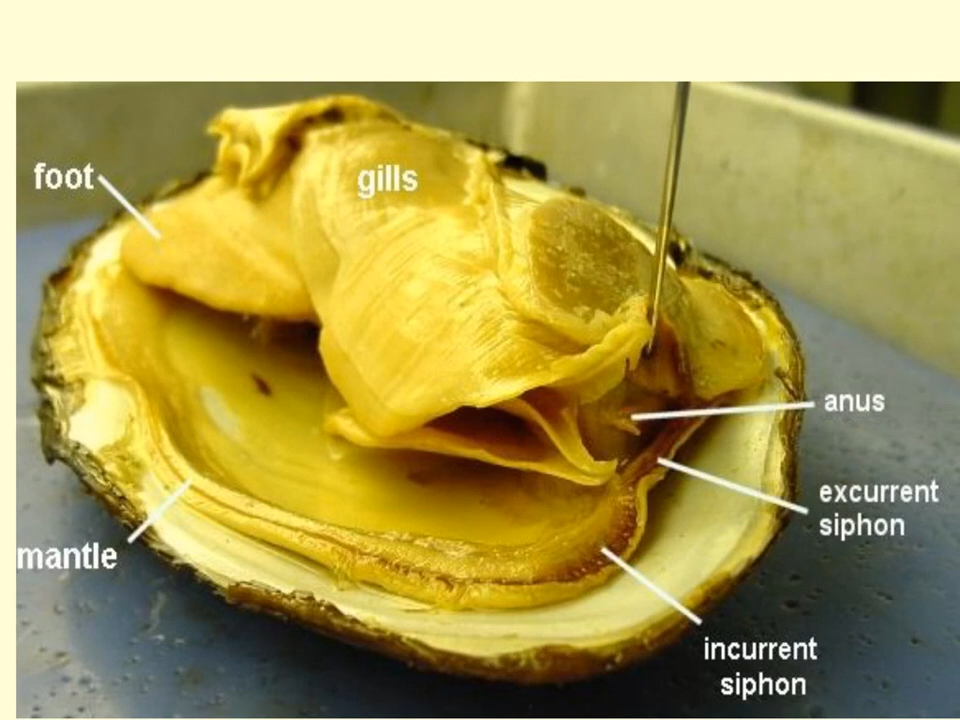 foot
gills
anus
excurrent
siphon
mantle
incurrent
siphon